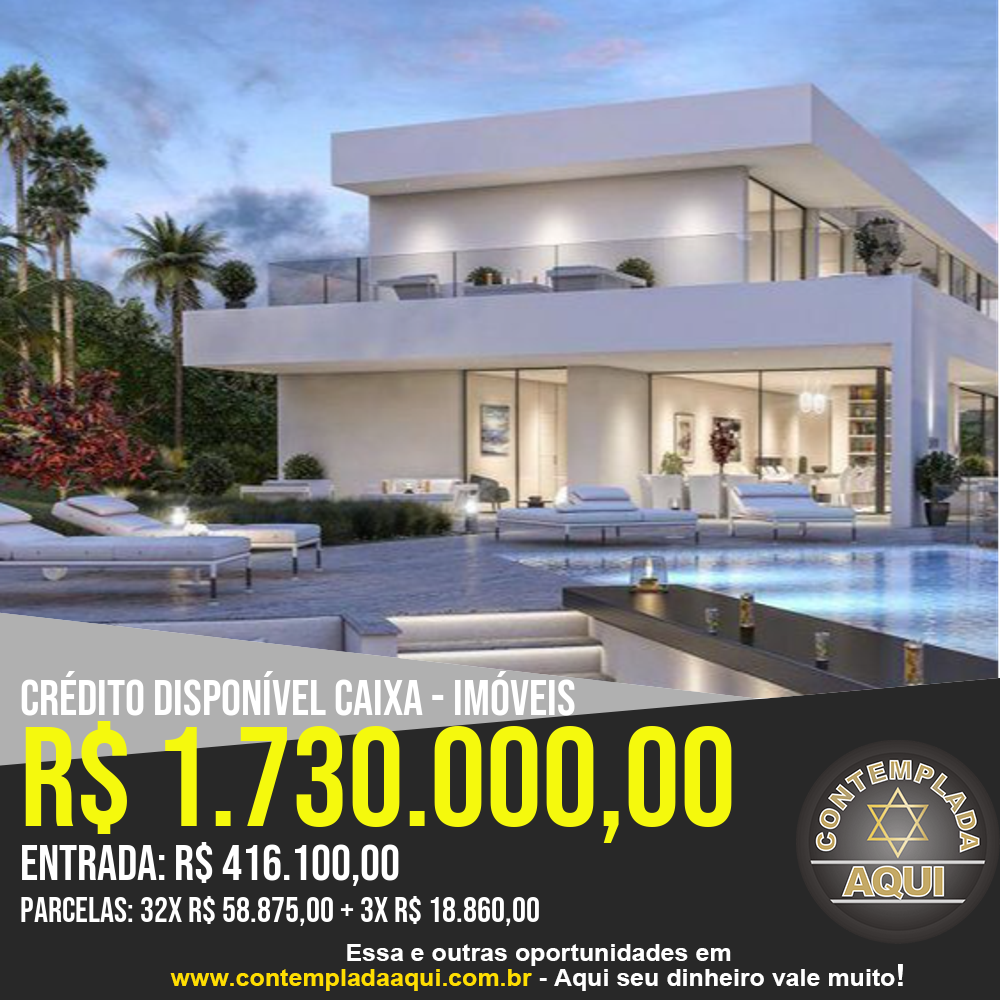 CRÉDITO DISPONÍVEL CAIXA - IMÓVEIS
R$ 1.730.000,00
ENTRADA: R$ 416.100,00
PARCELAS: 32X R$ 58.875,00 + 3X R$ 18.860,00
CONTEMPLADA
AQUI
Essa e outras oportunidades em
www.contempladaaqui.com.br - Aqui seu dinheiro vale muito!